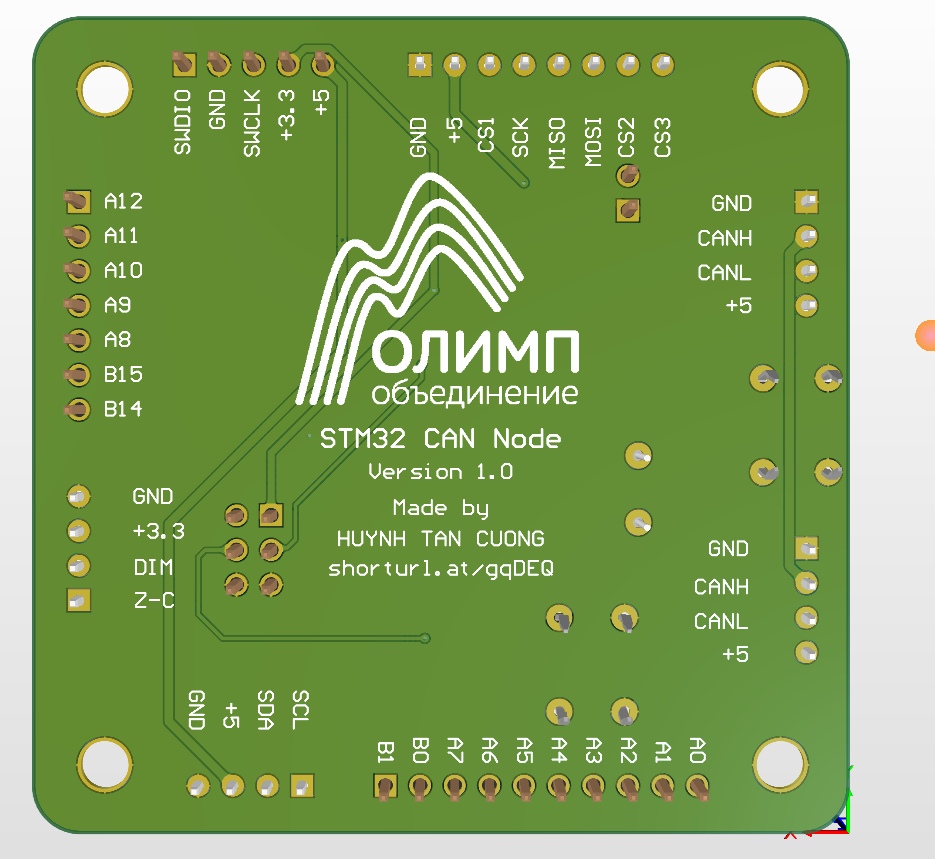 SWDIO
GND
SWCLK
+3.3
+5
GND
+5
CS1
SCK
MISO
MOSI
CS2
CS3
A12
A11
A10
A9
A8
B15
B14
GND
CANH
CANL
+5
ОЛИМП
объединение
STM32 CAN Node
Version 1.0
Made by
HUYNH TAN CUONG
shorturl.at/gqDEQ
GND
+3.3
DIM
Z-C
GND
CANH
CANL
+5
GND
+5
SDA
SCL
B1
B0
A7
A6
A5
A4
A3
A2
A1
A0
X